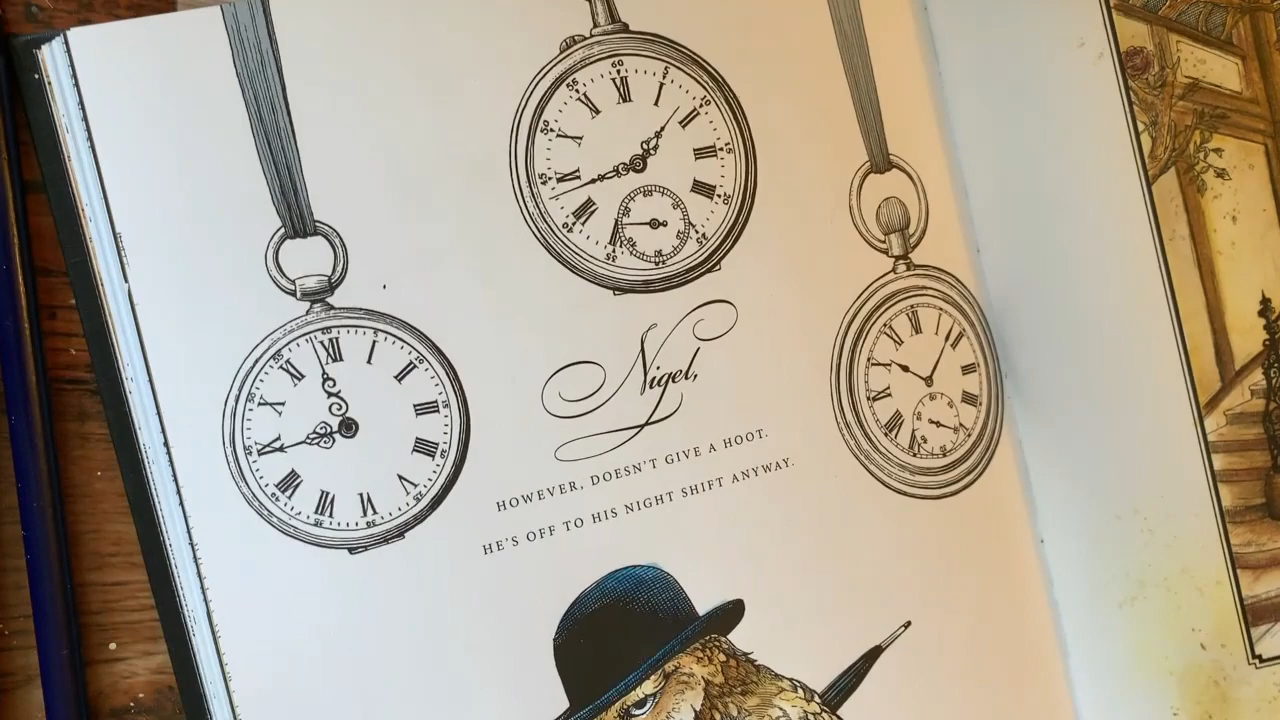 Nigel,
HOWEVER, DOESN'T GIVE A HOOT.
HE'S OFF TO HIS NIGHT SHIFT ANYWAY.